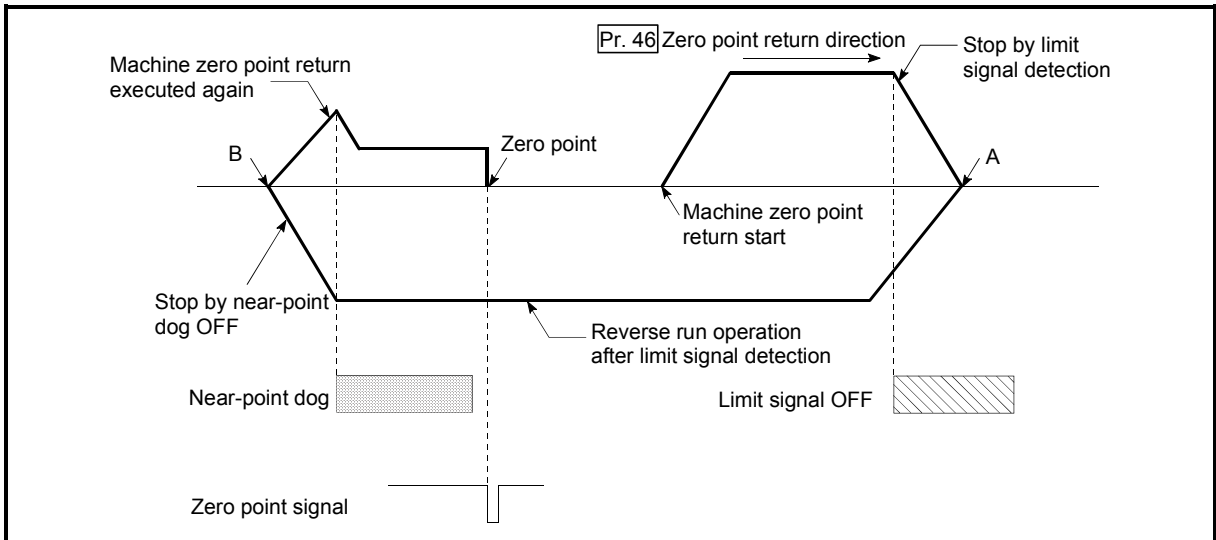 Pr. 46 Zero point return direction
Stop by limit
signal detection
Machine zero point return
executed again
B
Zero point
A
Machine zero point
return start
Stop by near-point
dog OFF
Reverse run operation
after limit signal detection
Near-point dog
Limit signal OFF
Zero point signal